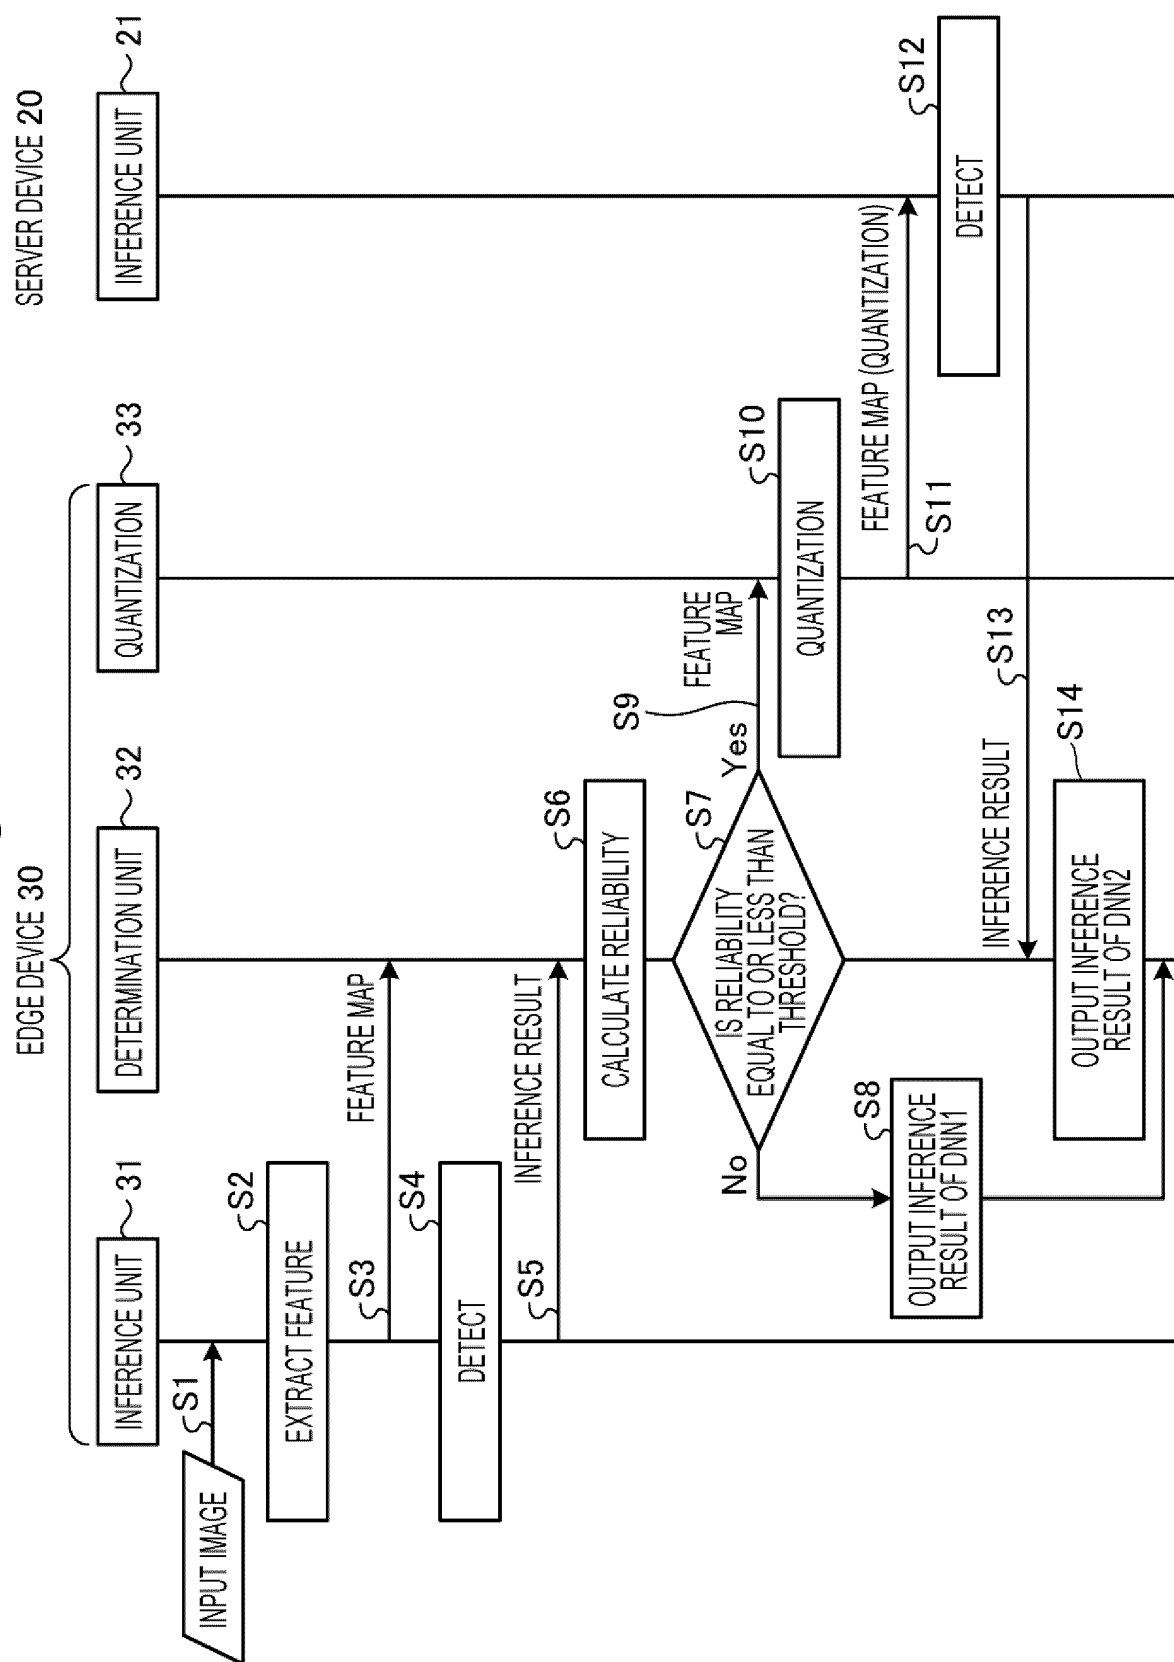 EDGE DEVICE 30
SERVER DEVICE 20
INFERENCE UNIT
31
DETERMINATION UNIT
32
QUANTIZATION
33
INFERENCE UNIT
21
INPUT IMAGE
S1
EXTRACT FEATURE
S2
S3
FEATURE MAP
DETECT
S4
S5
INFERENCE RESULT
CALCULATE RELIABILITY
S6
IS RELIABILITY
EQUAL TO OR LESS THAN
THRESHOLD?
S7
No
Yes
OUTPUT INFERENCE
RESULT OF DNN1
S8
S9
FEATURE
MAP
QUANTIZATION
S10
S11
FEATURE MAP (QUANTIZATION)
DETECT
S12
INFERENCE RESULT
S13
OUTPUT INFERENCE
RESULT OF DNN2
S14